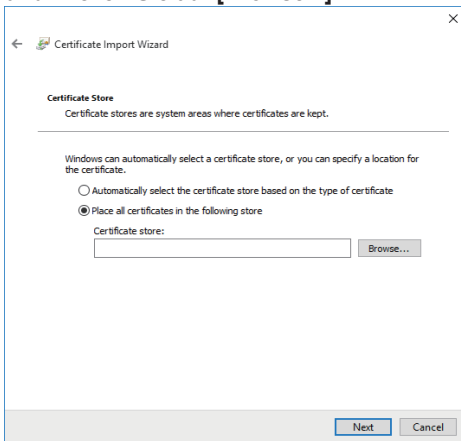 Certificate Import Wizard
Certificate Store
Certificate stores are system areas where certificates are kept.
Windows can automatically select a certificate store, or you can specify a location for
the certificate.
Automatically select the certificate store based on the type of certificate
Place all certificates in the following store
Certificate store:
Browse...
Next
Cancel